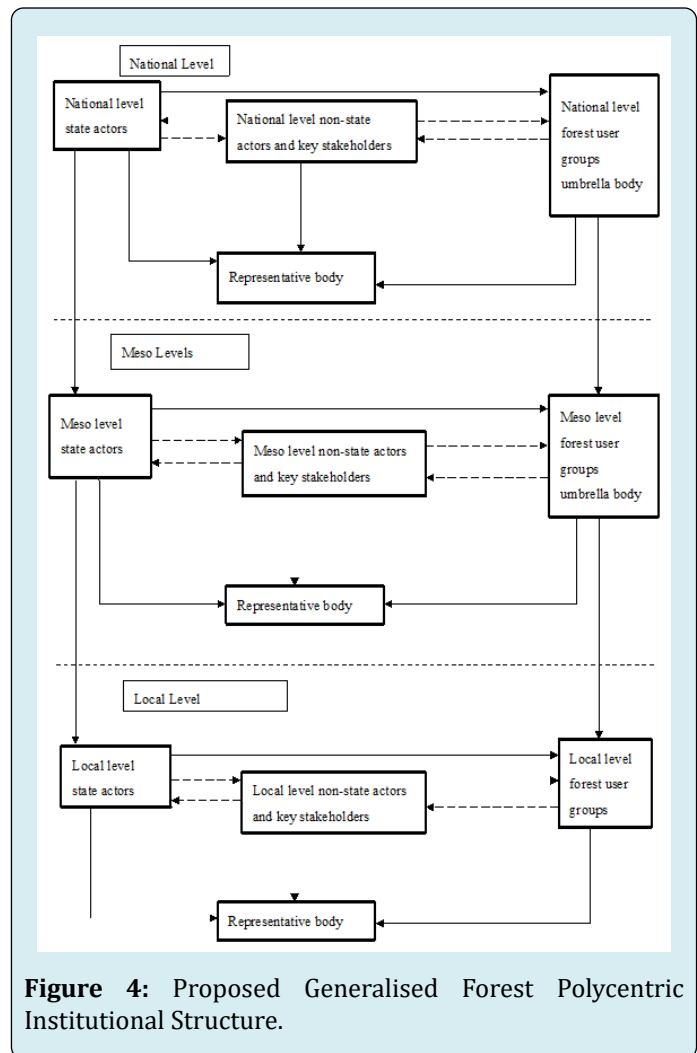 National Level
National level
state actors
National level non-state
actors and key stakeholders
National level
forest user
groups
umbrella body
Representative body
Meso Levels
Meso level
state actors
Meso level non-state actors
and key stakeholders
Meso level
forest user
groups
umbrella body
Representative body
Local Level
Local level
state actors
Local level non-state actors
and key stakeholders
Local level
forest user
groups
Representative body
Figure 4: Proposed Generalised Forest Polycentric
Institutional Structure.